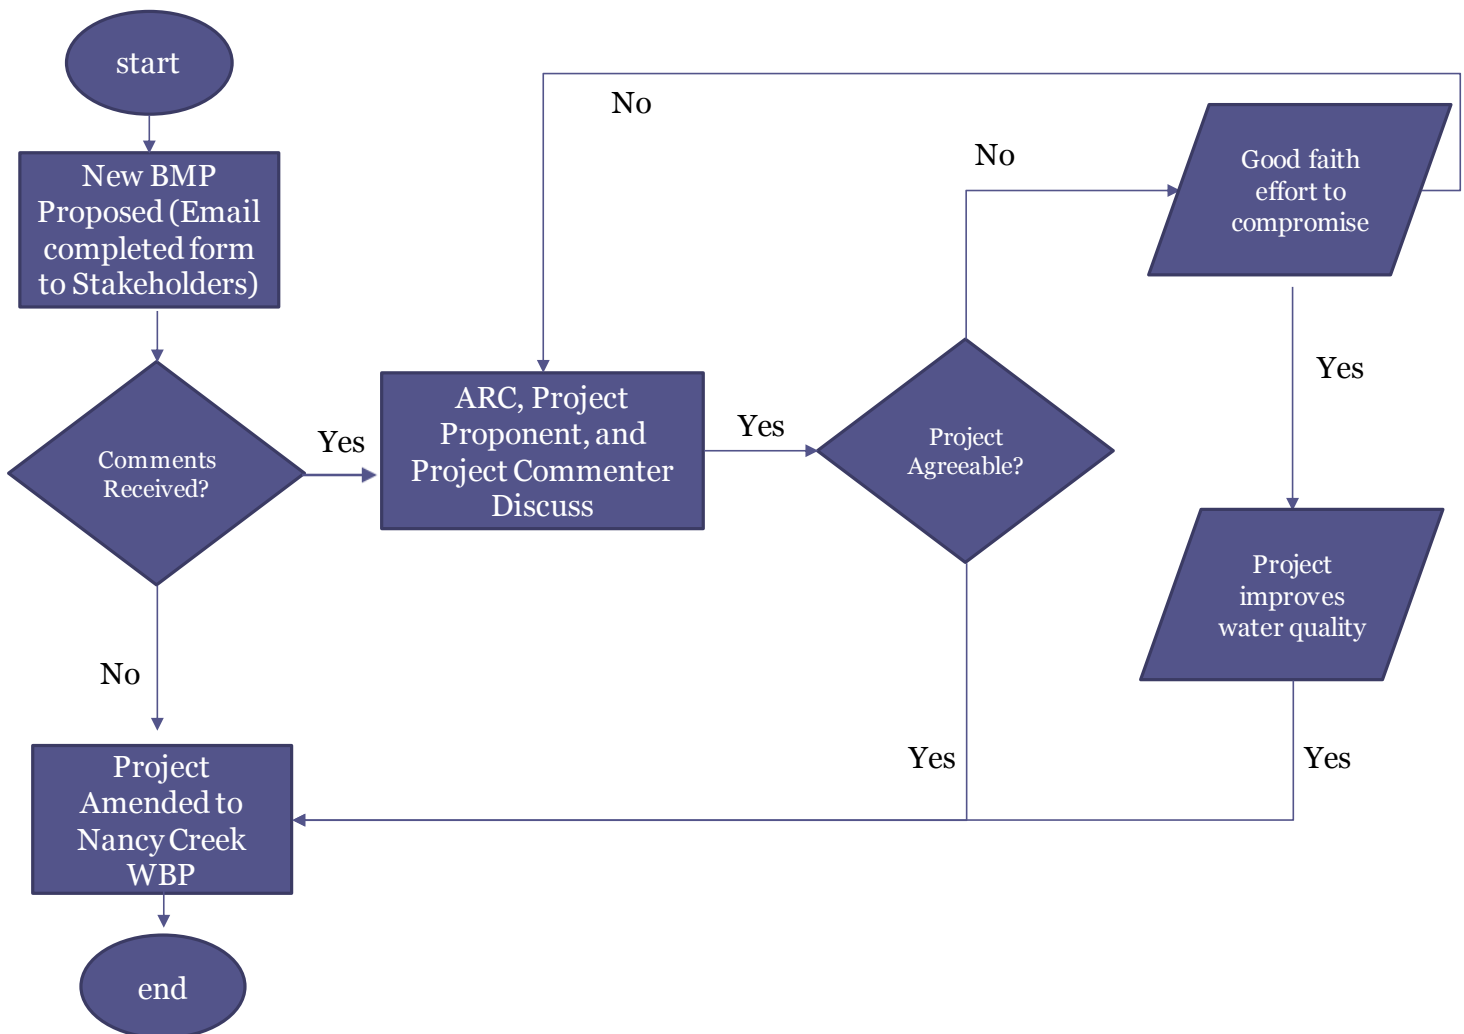 start
New BMP
Proposed (Email
completed form
to Stakeholders)
Comments
Received?
Yes
No
ARC, Project
Proponent, and
Project Commenter
Discuss
Yes
Project
Agreeable?
No
Yes
Good faith
effort to
compromise
No
Yes
Project
improves
water quality
Yes
Project
Amended to
Nancy Creek
WBP
end